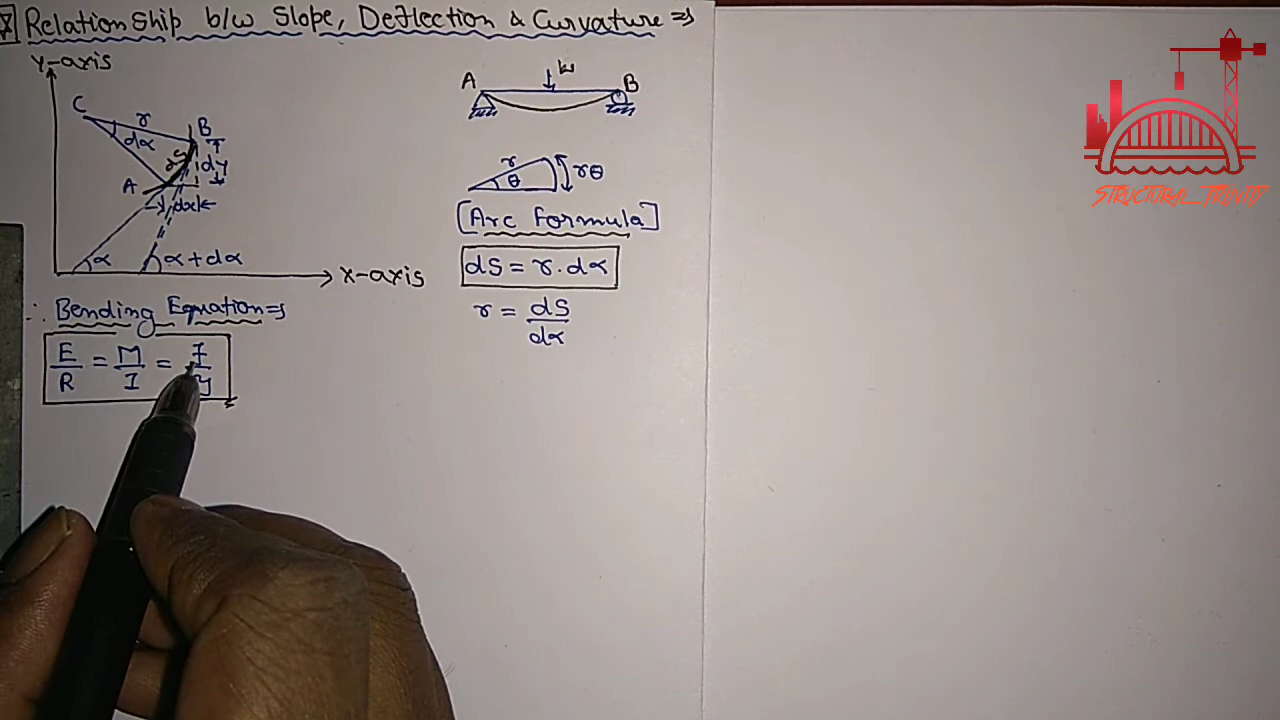 Relationship b/w Slope, Deflection & Curvature ⇒
Y-axis
C
r
dα
B
ds
dy
A
dx
α
α+dα
X-axis
A
W
B
r
θ
rθ
[Arc formula]
dS = r.dα
r = dS/dα
∴ Bending Equation ⇒
E/R = M/I = f/y
STRUCTURAL_TRINITY